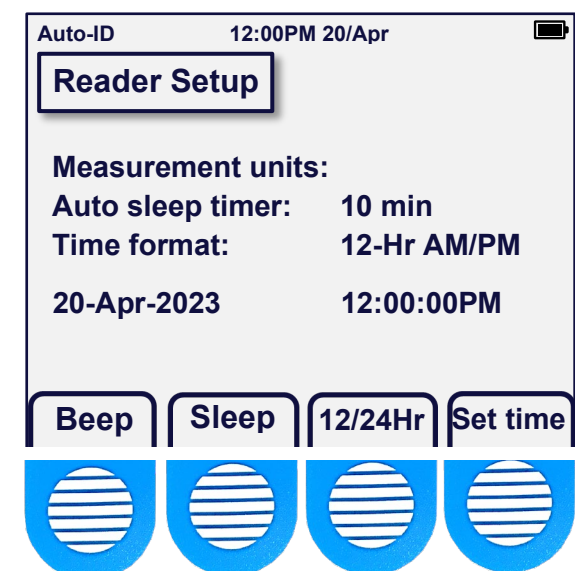 Auto-ID 12:00PM 20/Apr
Reader Setup
Measurement units:
Auto sleep timer: 10 min
Time format: 12-Hr AM/PM
20-Apr-2023 12:00:00PM
Beep Sleep 12/24Hr Set time